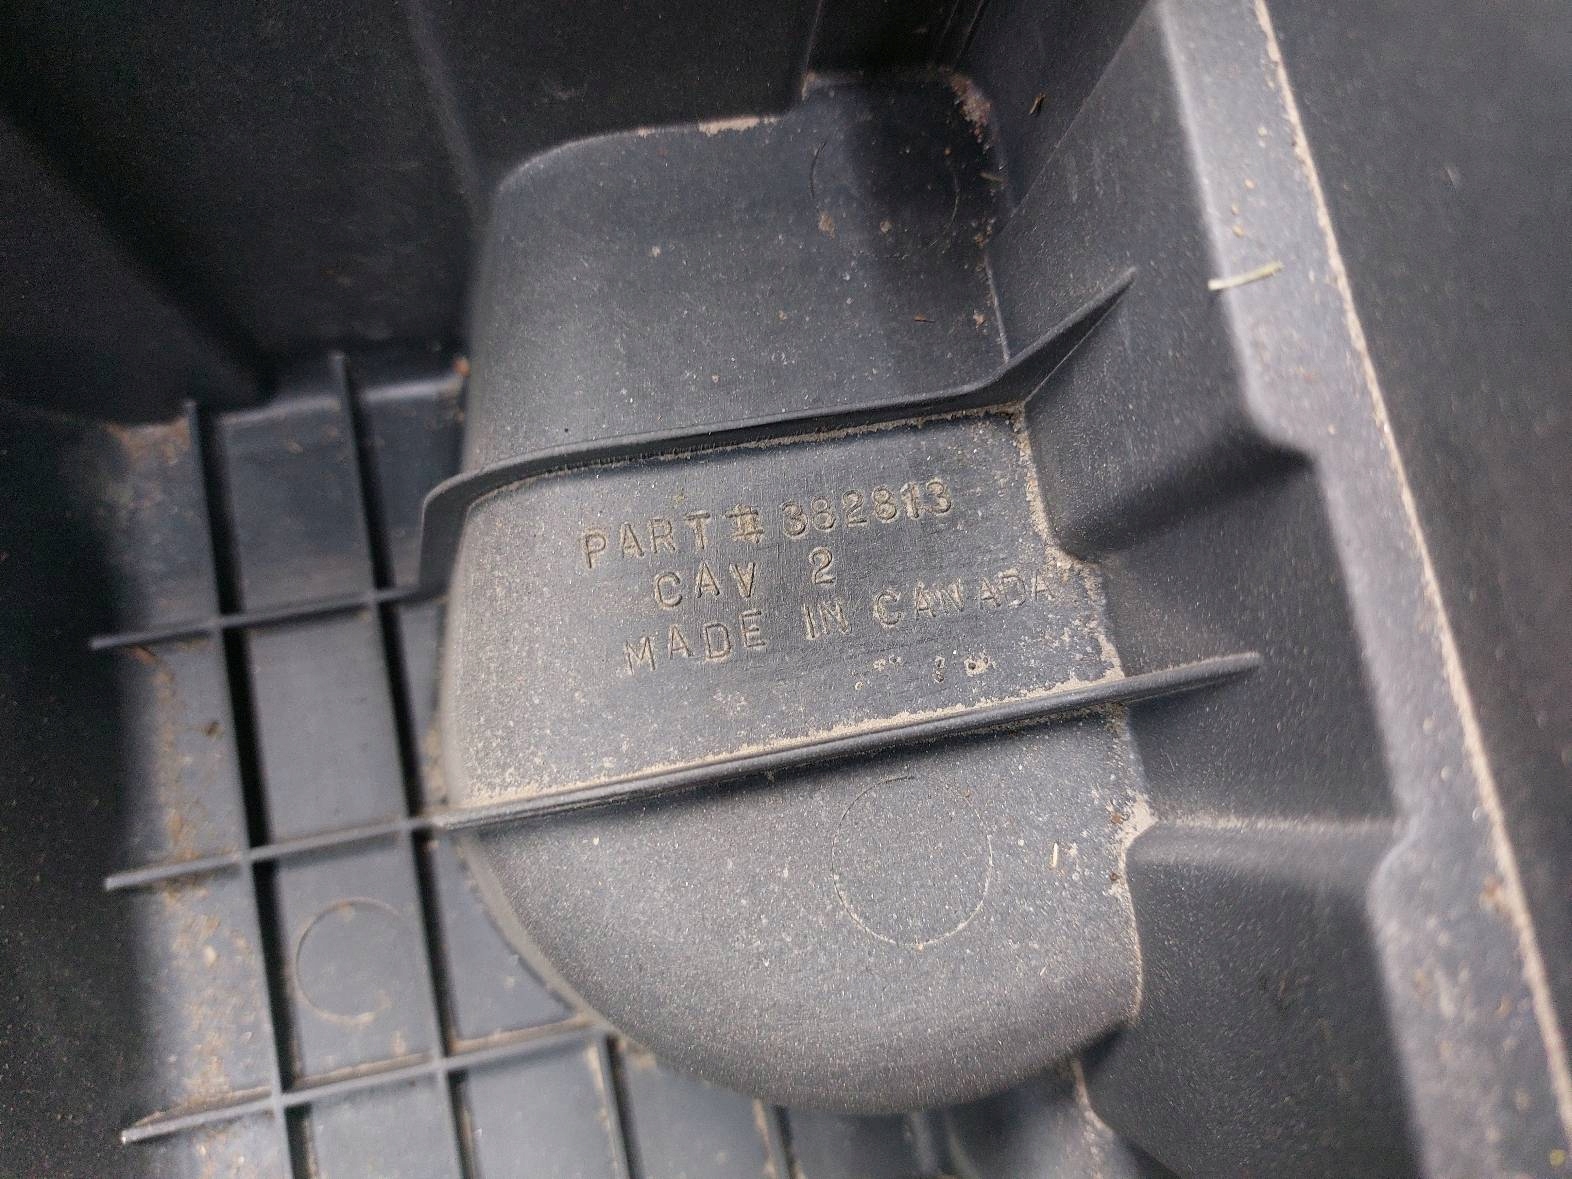 PART # 382813
CAV 2
MADE IN CANADA